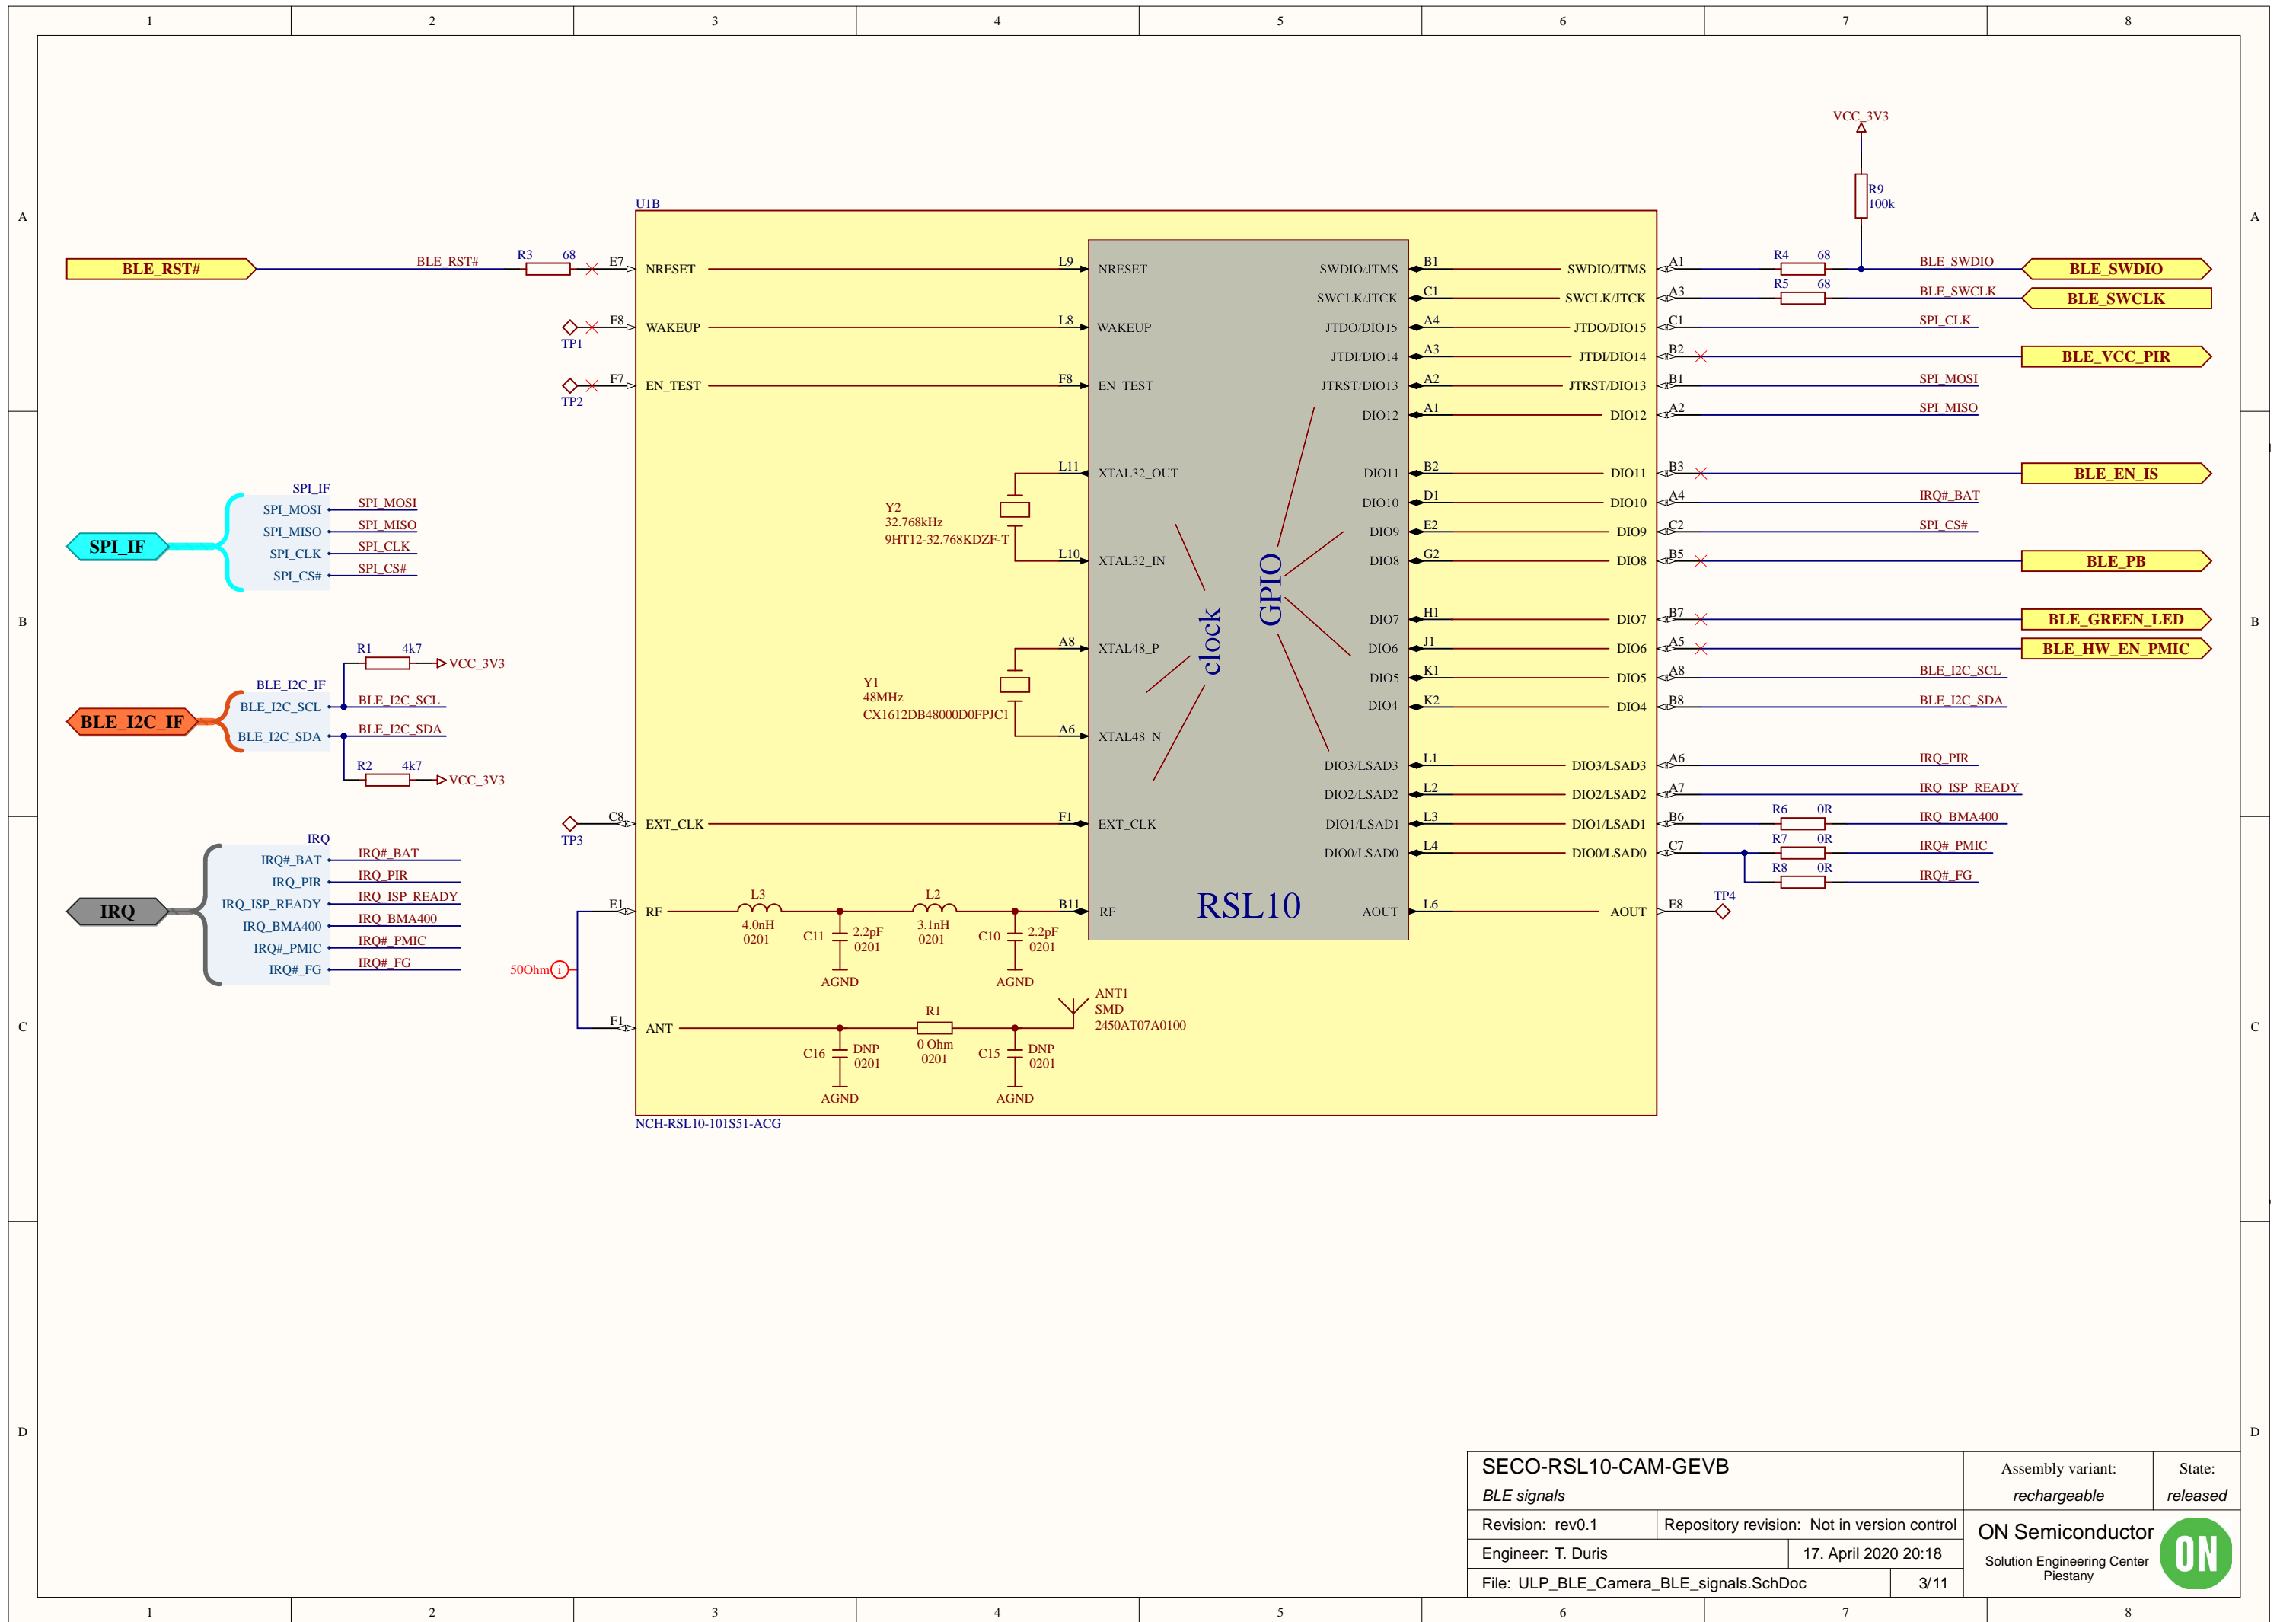 1 2 3 4 5 6 7 8
A A
B B
C C
D D
1 2 3 4 5 6 7 8
BLE_RST#
BLE_RST#
R3 68
E7
TP1
F8
TP2
F7
SPI_IF
SPI_IF
SPI_MOSI SPI_MOSI
SPI_MISO SPI_MISO
SPI_CLK SPI_CLK
SPI_CS# SPI_CS#
R1 4k7
VCC_3V3
BLE_I2C_IF
BLE_I2C_IF
BLE_I2C_SCL BLE_I2C_SCL
BLE_I2C_SDA BLE_I2C_SDA
R2 4k7
VCC_3V3
TP3
C8
IRQ
IRQ
IRQ#_BAT IRQ#_BAT
IRQ_PIR IRQ_PIR
IRQ_ISP_READY IRQ_ISP_READY
IRQ_BMA400 IRQ_BMA400
IRQ#_PMIC IRQ#_PMIC
IRQ#_FG IRQ#_FG
50Ohm i
E1
F1
U1B
NRESET L9 NRESET
WAKEUP L8 WAKEUP
EN_TEST F8 EN_TEST
L11 XTAL32_OUT
Y2
32.768kHz
9HT12-32.768KDZF-T
L10 XTAL32_IN
A8 XTAL48_P
Y1
48MHz
CX1612DB48000D0FPJC1
A6 XTAL48_N
EXT_CLK F1 EXT_CLK
RF B11 RF
L3
4.0nH
0201
C11 2.2pF
0201
AGND
L2
3.1nH
0201
C10 2.2pF
0201
AGND
ANT
C16 DNP
0201
AGND
R1
0 Ohm
0201
C15 DNP
0201
AGND
ANT1
SMD
2450AT07A0100
clock
GPIO
RSL10
NCH-RSL10-101S51-ACG
VCC_3V3
R9
100k
SWDIO/JTMS B1 SWDIO/JTMS A1 R4 68 BLE_SWDIO BLE_SWDIO
SWCLK/JTCK C1 SWCLK/JTCK A3 R5 68 BLE_SWCLK BLE_SWCLK
JTDO/DIO15 A4 JTDO/DIO15 C1 SPI_CLK
JTDI/DIO14 A3 JTDI/DIO14 B2 BLE_VCC_PIR
JTRST/DIO13 A2 JTRST/DIO13 B1 SPI_MOSI
DIO12 A1 DIO12 A2 SPI_MISO
DIO11 B2 DIO11 B3 BLE_EN_IS
DIO10 D1 DIO10 A4 IRQ#_BAT
DIO9 E2 DIO9 C2 SPI_CS#
DIO8 G2 DIO8 B5 BLE_PB
DIO7 H1 DIO7 B7 BLE_GREEN_LED
DIO6 J1 DIO6 A5 BLE_HW_EN_PMIC
DIO5 K1 DIO5 A8 BLE_I2C_SCL
DIO4 K2 DIO4 B8 BLE_I2C_SDA
DIO3/LSAD3 L1 DIO3/LSAD3 A6 IRQ_PIR
DIO2/LSAD2 L2 DIO2/LSAD2 A7 IRQ_ISP_READY
DIO1/LSAD1 L3 DIO1/LSAD1 B6 R6 0R IRQ_BMA400
DIO0/LSAD0 L4 DIO0/LSAD0 C7 R7 0R IRQ#_PMIC
R8 0R IRQ#_FG
AOUT L6 AOUT E8 TP4
SECO-RSL10-CAM-GEVB
BLE signals
Assembly variant:
rechargeable
State:
released
Revision: rev0.1 Repository revision: Not in version control
Engineer: T. Duris 17. April 2020 20:18
File: ULP_BLE_Camera_BLE_signals.SchDoc 3/11
ON Semiconductor
Solution Engineering Center
Piestany
ON